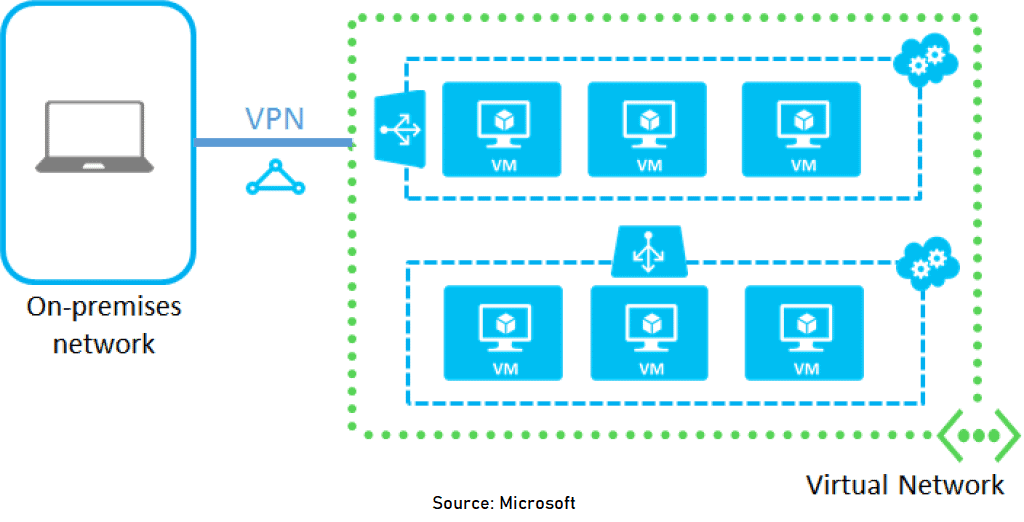 VPN
VM
VM
VM
On-premises
network
VM
VM
VM
Virtual Network
Source: Microsoft